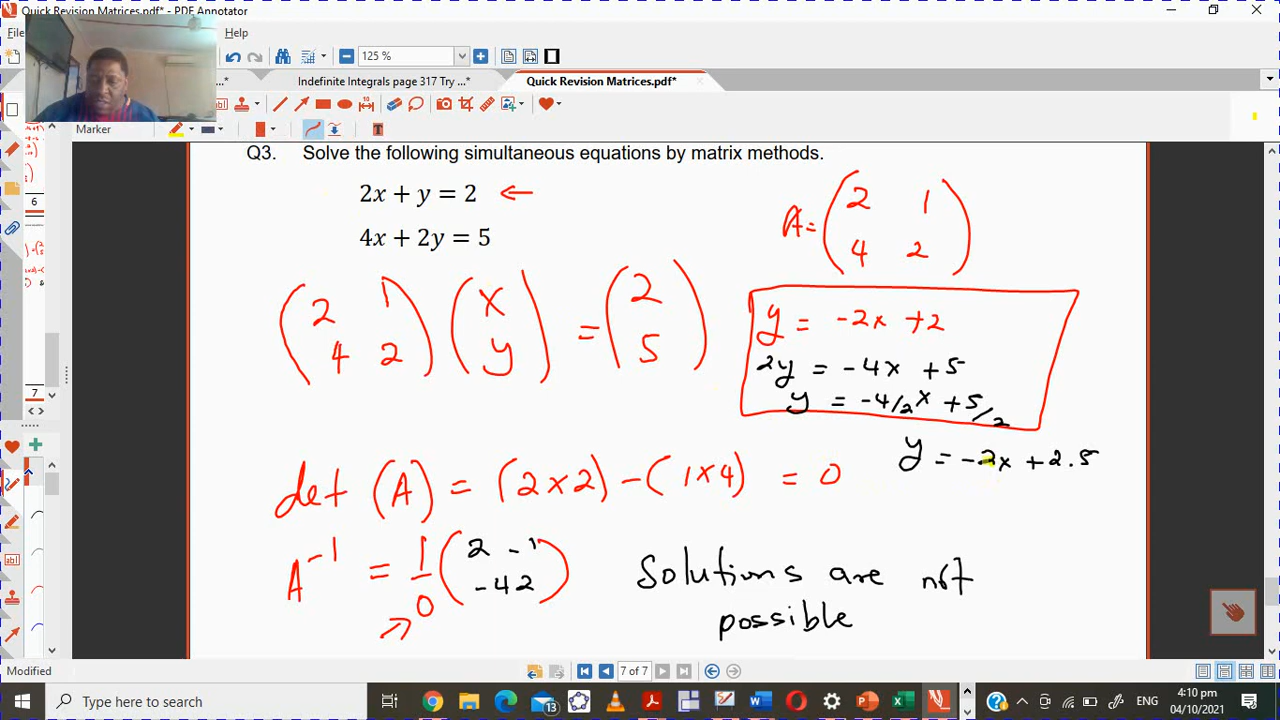 Quick Revision Matrices.pdf* - PDF Annotator
Help
125 %
Indefinite Integrals page 317 Try ...*
Quick Revision Matrices.pdf*
Marker
Q3. Solve the following simultaneous equations by matrix methods.
2x + y = 2 ←
4x + 2y = 5
A = (2 1
4 2)
(2 1
4 2) (x
y) = (2
5)
y = -2x + 2
2y = -4x + 5
y = -4/2 x + 5/2
y = -2x + 2.5
det (A) = (2 x 2) - (1 x 4) = 0
A⁻¹ = 1/0 (2 -1
-4 2)
Solutions are not
possible
6
7
Modified
7 of 7
Type here to search
13
ENG
4:10 pm
04/10/2021